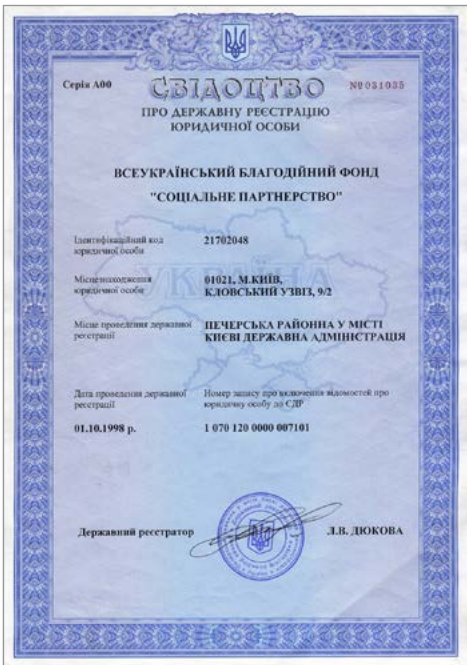 Серія А00
СВІДОЦТВО
№ 031035
ПРО ДЕРЖАВНУ РЕЄСТРАЦІЮ
ЮРИДИЧНОЇ ОСОБИ
ВСЕУКРАЇНСЬКИЙ БЛАГОДІЙНИЙ ФОНД
"СОЦІАЛЬНЕ ПАРТНЕРСТВО"
Ідентифікаційний код
юридичної особи
21702048
УКРАЇНА
Місцезнаходження
юридичної особи
01021, М.КИЇВ,
КЛОВСЬКИЙ УЗВІЗ, 9/2
Місце проведення державної
реєстрації
ПЕЧЕРСЬКА РАЙОННА У МІСТІ
КИЄВІ ДЕРЖАВНА АДМІНІСТРАЦІЯ
Дата проведення державної
реєстрації
Номер запису про включення відомостей про
юридичну особу до ЄДР
01.10.1998 р.
1 070 120 0000 007101
Державний реєстратор
Л.В. ДЮКОВА